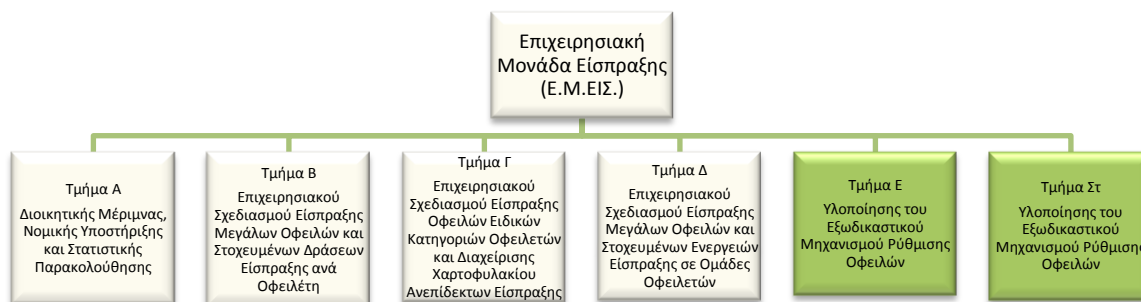 Επιχειρησιακή
Μονάδα Είσπραξης
(Ε.Μ.ΕΙΣ.)
Τμήμα Α
Διοικητικής Μέριμνας,
Νομικής Υποστήριξης
και Στατιστικής
Παρακολούθησης
Τμήμα Β
Επιχειρησιακού
Σχεδιασμού Είσπραξης
Μεγάλων Οφειλών και
Στοχευμένων Δράσεων
Είσπραξης ανά
Οφειλέτη
Τμήμα Γ
Επιχειρησιακού
Σχεδιασμού Είσπραξης
Οφειλών Ειδικών
Κατηγοριών Οφειλετών
και Διαχείρισης
Χαρτοφυλακίου
Ανεπίδεκτων Είσπραξης
Τμήμα Δ
Επιχειρησιακού
Σχεδιασμού Είσπραξης
Μεγάλων Οφειλών και
Στοχευμένων Ενεργειών
Είσπραξης σε Ομάδες
Οφειλετών
Τμήμα Ε
Υλοποίησης του
Εξωδικαστικού
Μηχανισμού Ρύθμισης
Οφειλών
Τμήμα Στ
Υλοποίησης του
Εξωδικαστικού
Μηχανισμού Ρύθμισης
Οφειλών